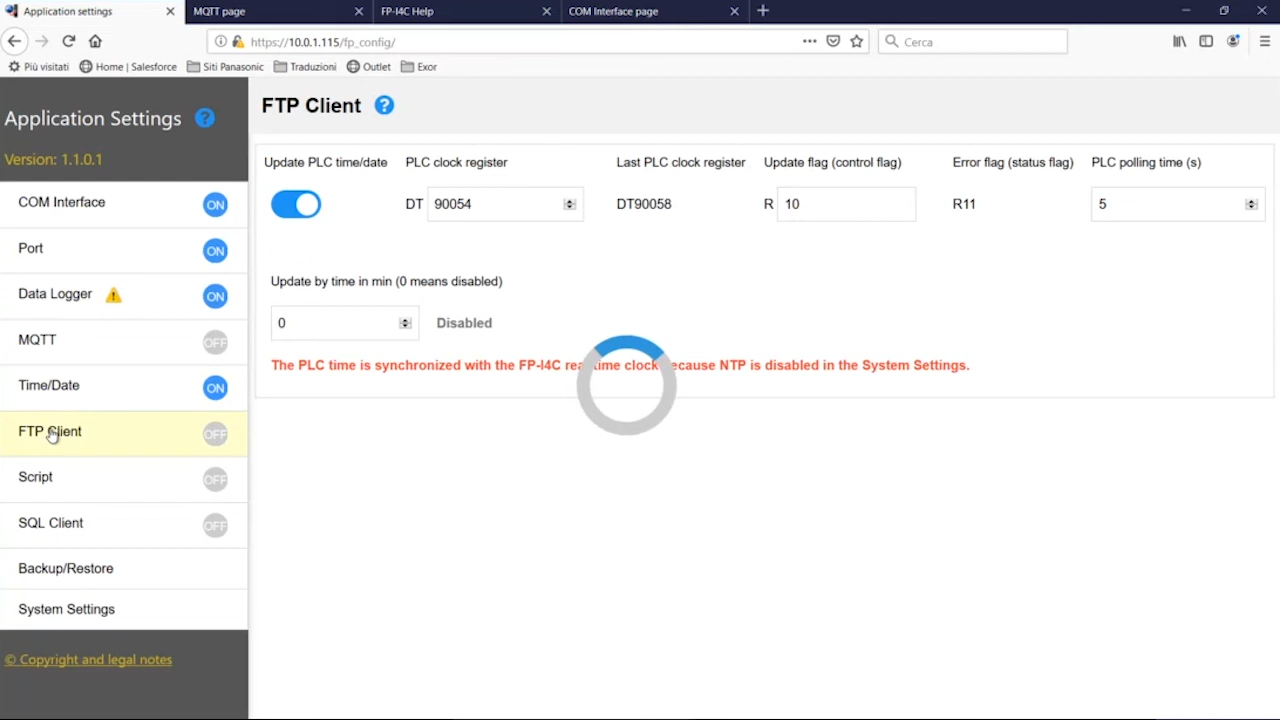 Application settings
MQTT page
FP-I4C Help
COM Interface page
https://10.0.1.115/fp_config/
Cerca
Più visitati
Home | Salesforce
Siti Panasonic
Traduzioni
Outlet
Exor
Application Settings ?
Version: 1.1.0.1
COM Interface ON
Port ON
Data Logger ON
MQTT OFF
Time/Date ON
FTP Client OFF
Script OFF
SQL Client OFF
Backup/Restore
System Settings
© Copyright and legal notes
FTP Client ?
Update PLC time/date PLC clock register Last PLC clock register Update flag (control flag) Error flag (status flag) PLC polling time (s)
DT 90054 DT90058 R 10 R11 5
Update by time in min (0 means disabled)
0 Disabled
The PLC time is synchronized with the FP-I4C real time clock because NTP is disabled in the System Settings.